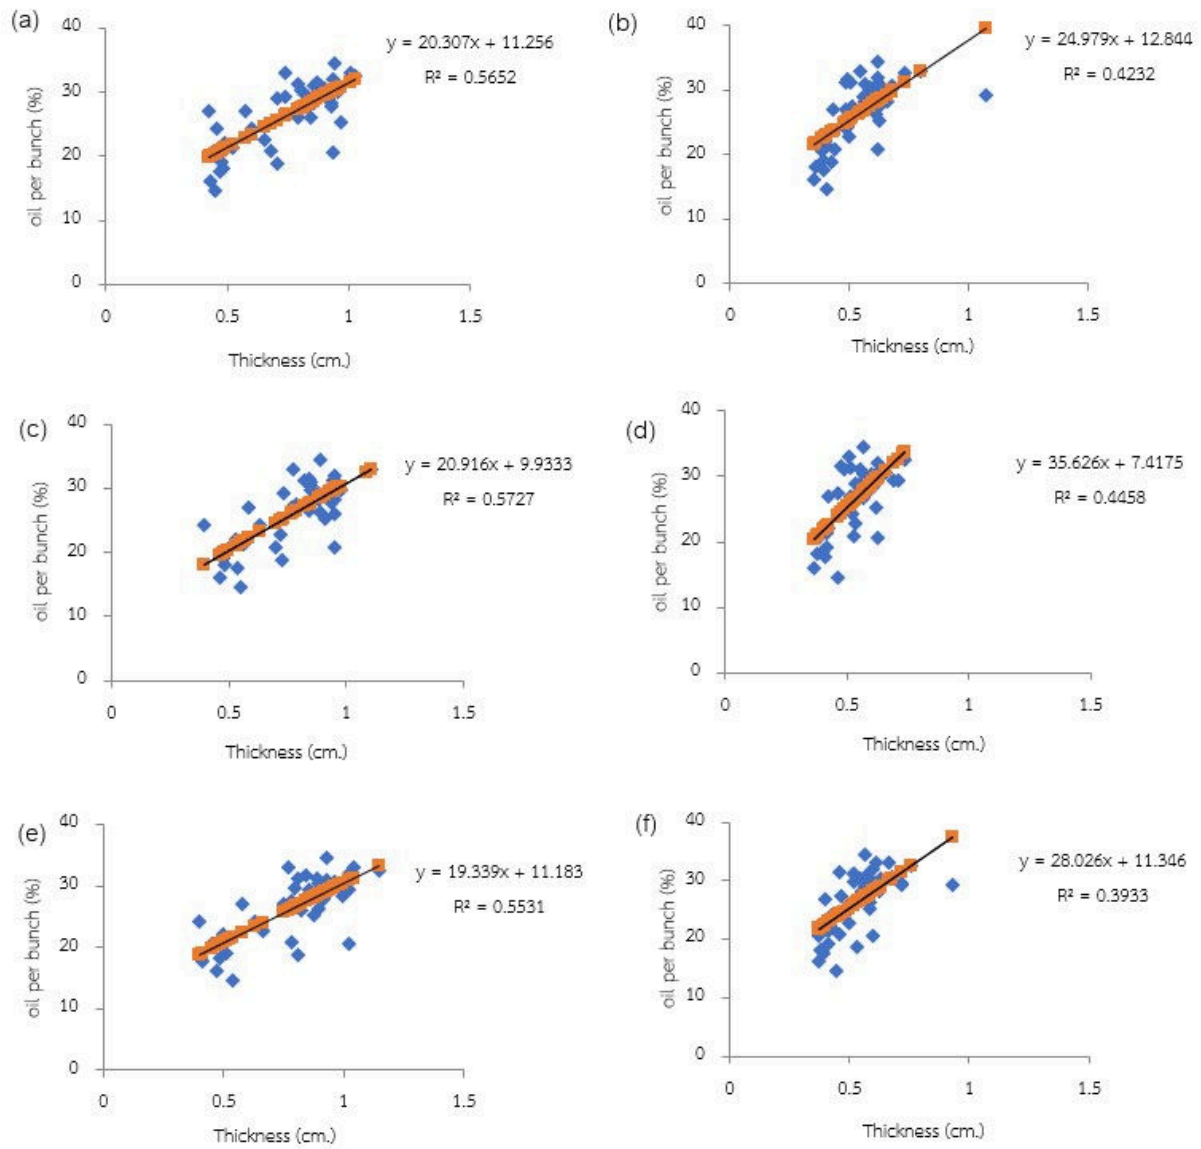 (a)
40
30
20
10
0
oil per bunch (%)
y = 20.307x + 11.256
R² = 0.5652
0 0.5 1 1.5
Thickness (cm.)
(b)
40
30
20
10
0
oil per bunch (%)
y = 24.979x + 12.844
R² = 0.4232
0 0.5 1 1.5
Thickness (cm.)
(c)
40
30
20
10
0
oil per bunch (%)
y = 20.916x + 9.9333
R² = 0.5727
0 0.5 1 1.5
Thickness (cm.)
(d)
40
30
20
10
0
oil per bunch (%)
y = 35.626x + 7.4175
R² = 0.4458
0 0.5 1 1.5
Thickness (cm.)
(e)
40
30
20
10
0
oil per bunch (%)
y = 19.339x + 11.183
R² = 0.5531
0 0.5 1 1.5
Thickness (cm.)
(f)
40
30
20
10
0
oil per bunch (%)
y = 28.026x + 11.346
R² = 0.3933
0 0.5 1 1.5
Thickness (cm.)